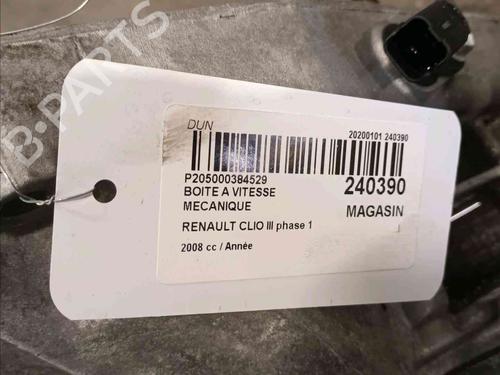 B-PARTS
DUN
20200101 240390
P205000384529
BOITE A VITESSE
MECANIQUE
240390
MAGASIN
RENAULT CLIO III phase 1
2008 cc / Année